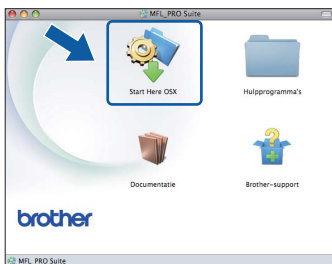 MFL_PRO Suite
Start Here OSX
Hulpprogramma's
Documentatie
Brother-support
brother
MFL_PRO Suite